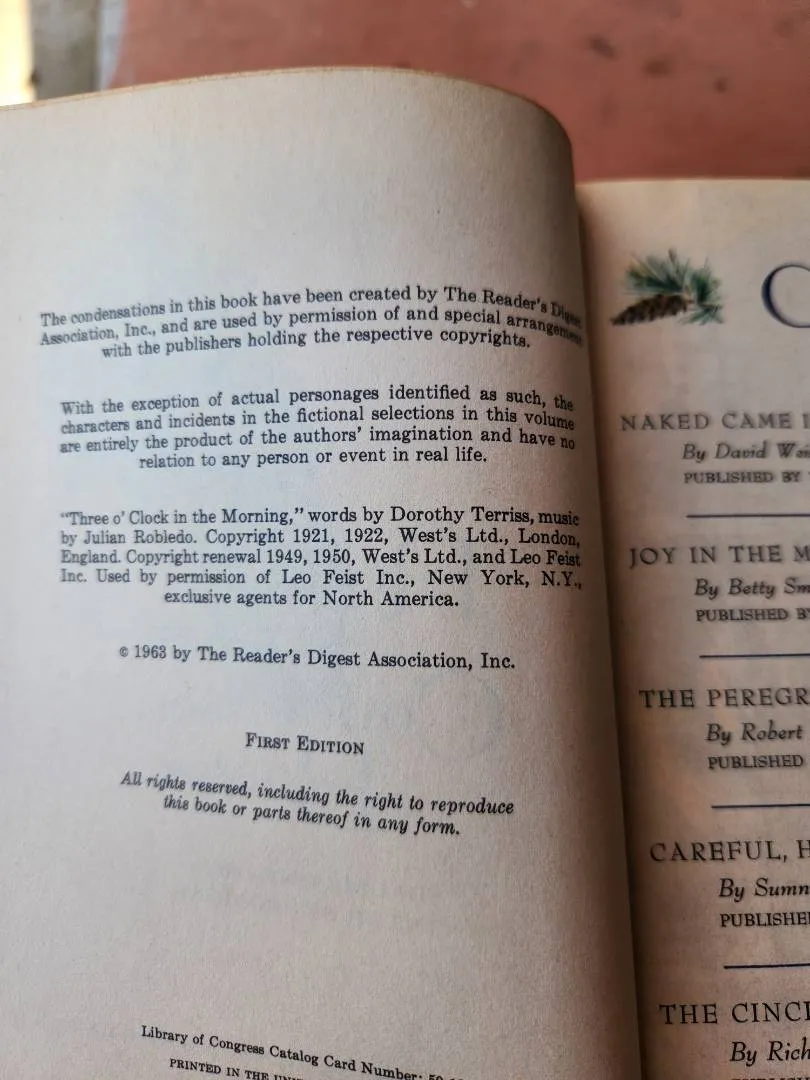 The condensations in this book have been created by The Reader's Digest
Association, Inc., and are used by permission of and special arrangement
with the publishers holding the respective copyrights.
With the exception of actual personages identified as such, the
characters and incidents in the fictional selections in this volume
are entirely the product of the authors' imagination and have no
relation to any person or event in real life.
"Three o' Clock in the Morning," words by Dorothy Terriss, music
by Julian Robledo. Copyright 1921, 1922, West's Ltd., London,
England. Copyright renewal 1949, 1950, West's Ltd., and Leo Feist
Inc. Used by permission of Leo Feist Inc., New York, N.Y.,
exclusive agents for North America.
© 1963 by The Reader's Digest Association, Inc.
FIRST EDITION
All rights reserved, including the right to reproduce
this book or parts thereof in any form.
Library of Congress Catalog Card Number:
PRINTED IN THE
C
NAKED CAME I
By David
PUBLISHED BY
JOY IN THE M
By Betty Sm
PUBLISHED
THE PEREGR
By Robert
PUBLISHED
CAREFUL, H
By Sumn
PUBLISHE
THE CINCI
By Rich